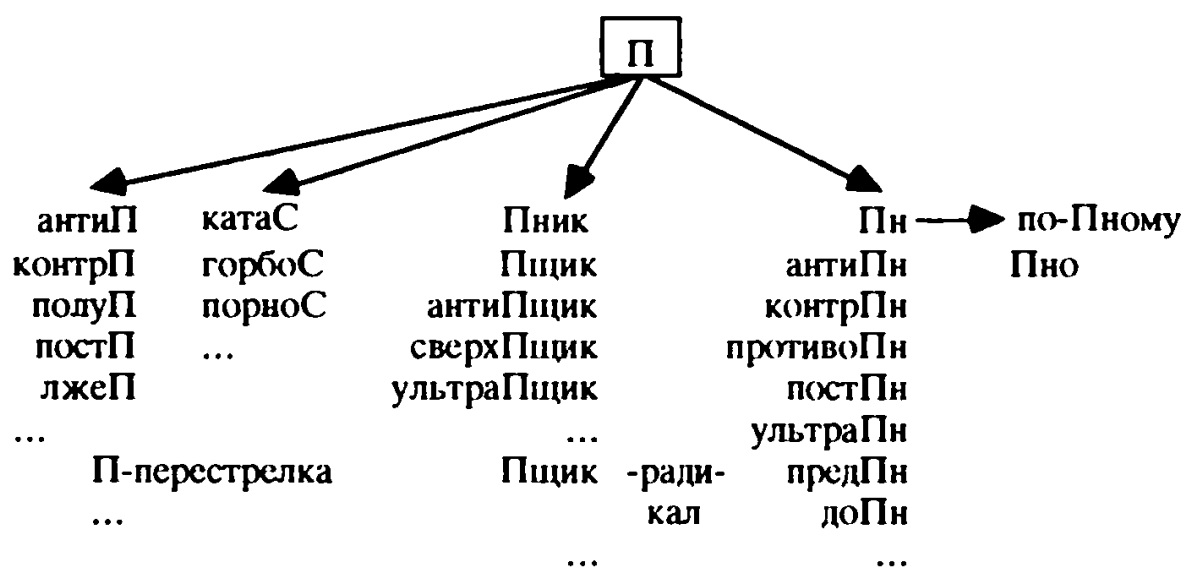 П
антиП катаС Пник Пн по-Пному
контрП горбоС Пщик антиПн Пно
полуП порноС антиПщик контрПн
постП ... сверхПщик противоПн
лжеП ультраПщик постПн
... ... ультраПн
П-перестрелка Пщик -ради- предПн
... кал доПн
... ...